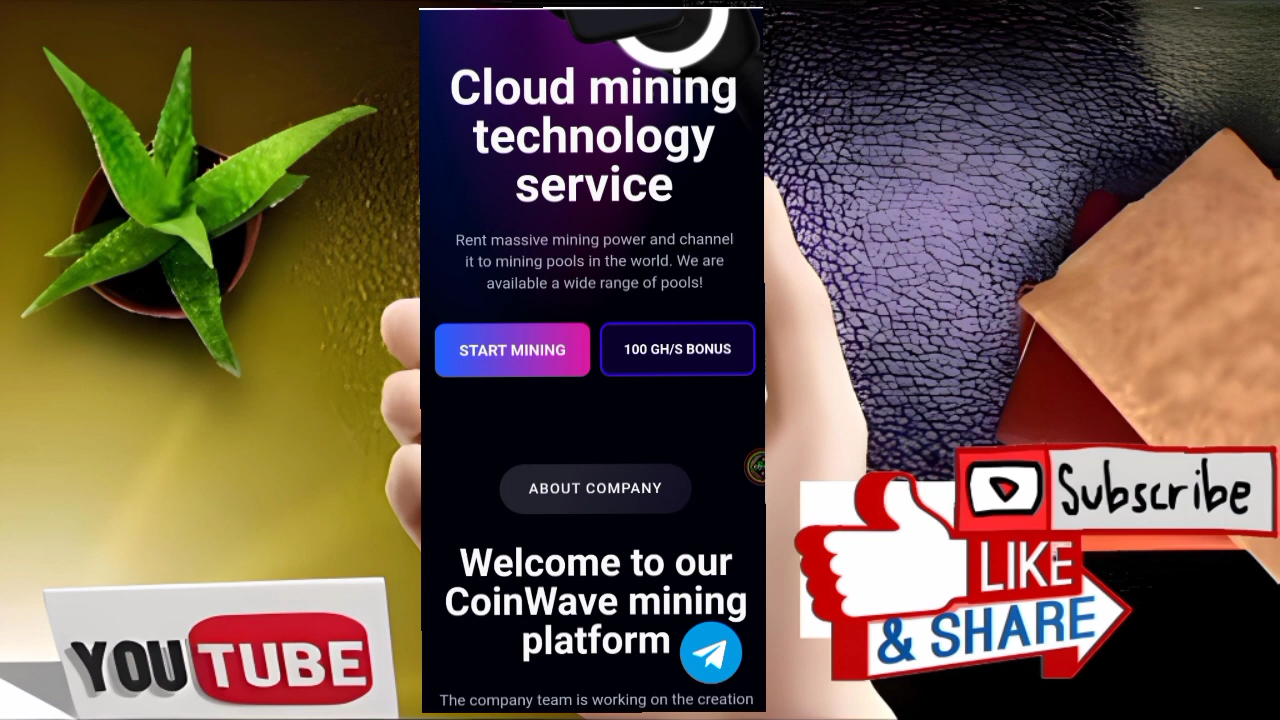 Cloud mining
technology
service
Rent massive mining power and channel
it to mining pools in the world. We are
available a wide range of pools!
START MINING
100 GH/S BONUS
ABOUT COMPANY
Welcome to our
CoinWave mining
platform
The company team is working on the creation
YOUTUBE
Subscribe
LIKE
& SHARE